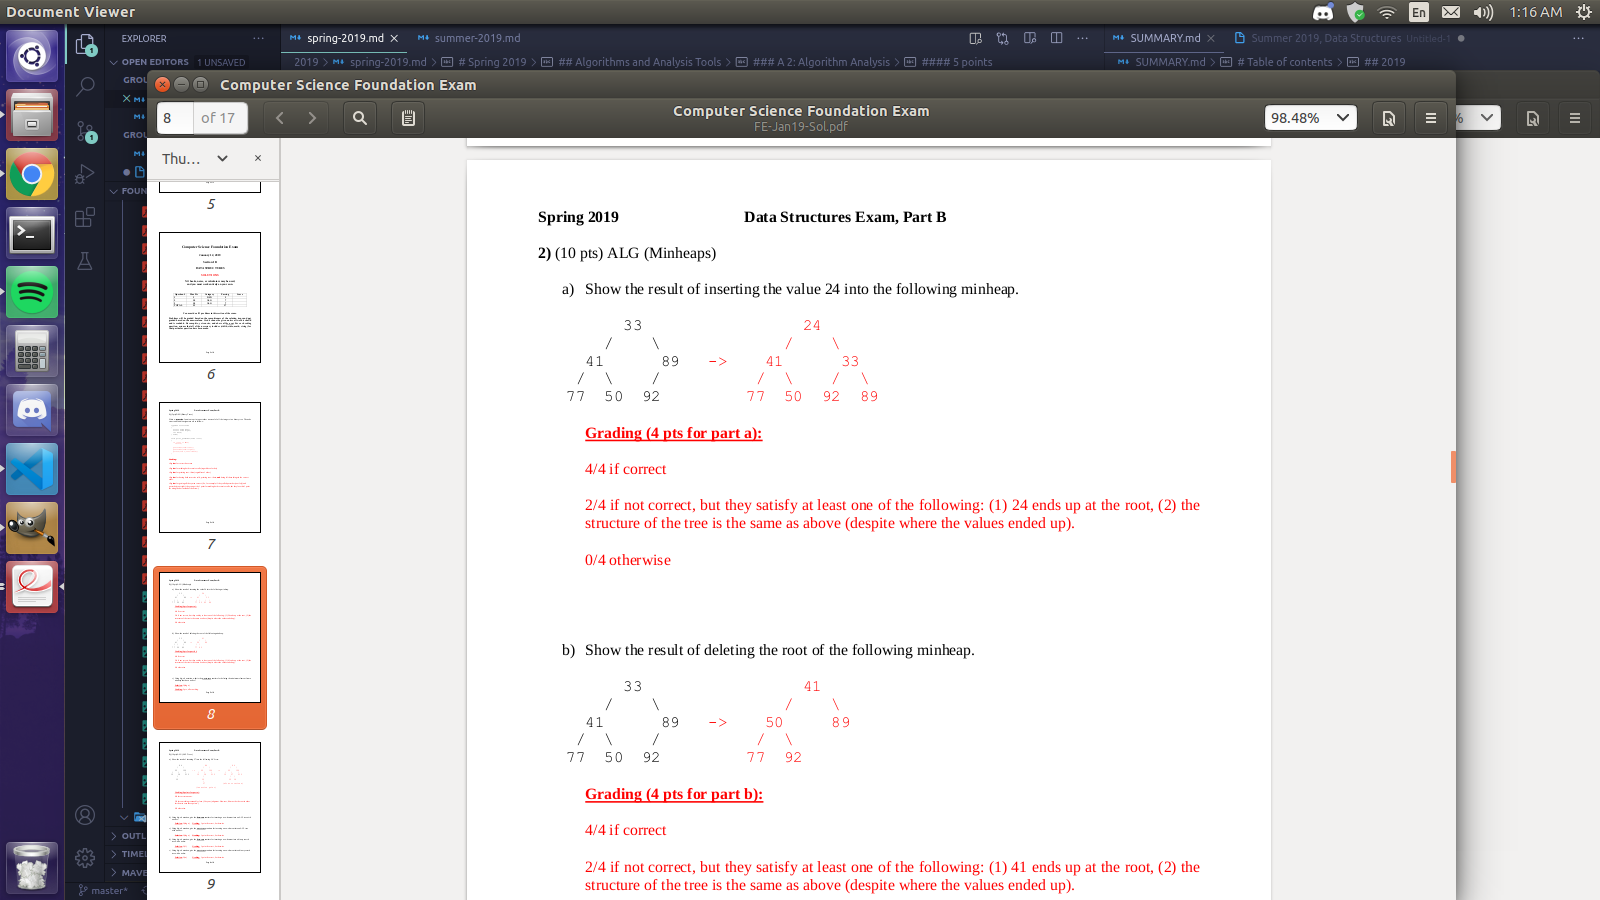 Document Viewer
En
1:16 AM
EXPLORER
spring-2019.md
summer-2019.md
SUMMARY.md
Summer 2019, Data Structures Untitled-1
OPEN EDITORS 1 UNSAVED
2019 > spring-2019.md > # Spring 2019 > ## Algorithms and Analysis Tools > ### A 2: Algorithm Analysis > #### 5 points
SUMMARY.md > # Table of contents > ## 2019
GROU
GROU
FOUN
OUTL
TIME
MAVE
master*
Computer Science Foundation Exam
8 of 17
Computer Science Foundation Exam
FE-Jan19-Sol.pdf
98.48%
%
Thu...
5
6
7
8
9
Spring 2019 Data Structures Exam, Part B
2) (10 pts) ALG (Minheaps)
a) Show the result of inserting the value 24 into the following minheap.
33 24
/ \ / \
41 89 -> 41 33
/ \ / / \ / \
77 50 92 77 50 92 89
Grading (4 pts for part a):
4/4 if correct
2/4 if not correct, but they satisfy at least one of the following: (1) 24 ends up at the root, (2) the
structure of the tree is the same as above (despite where the values ended up).
0/4 otherwise
b) Show the result of deleting the root of the following minheap.
33 41
/ \ / \
41 89 -> 50 89
/ \ / / \
77 50 92 77 92
Grading (4 pts for part b):
4/4 if correct
2/4 if not correct, but they satisfy at least one of the following: (1) 41 ends up at the root, (2) the
structure of the tree is the same as above (despite where the values ended up).